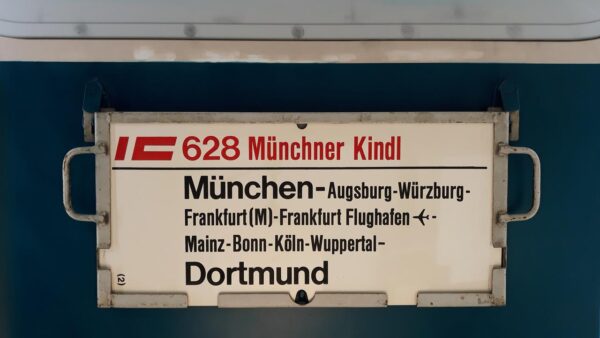 IC 628 Münchner Kindl
München-Augsburg-Würzburg-
Frankfurt(M)-Frankfurt Flughafen ✈-
Mainz-Bonn-Köln-Wuppertal-
Dortmund
(2)